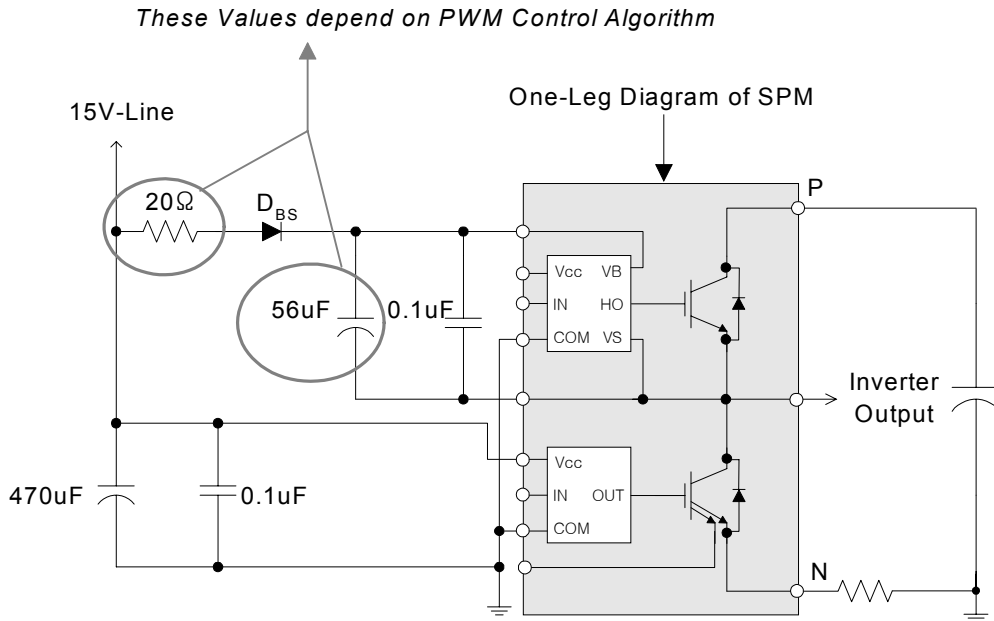 These Values depend on PWM Control Algorithm
One-Leg Diagram of SPM
15V-Line
P
20Ω
DBS
Vcc VB
IN HO
COM VS
56uF
0.1uF
Inverter
Output
Vcc
IN OUT
COM
470uF
0.1uF
N